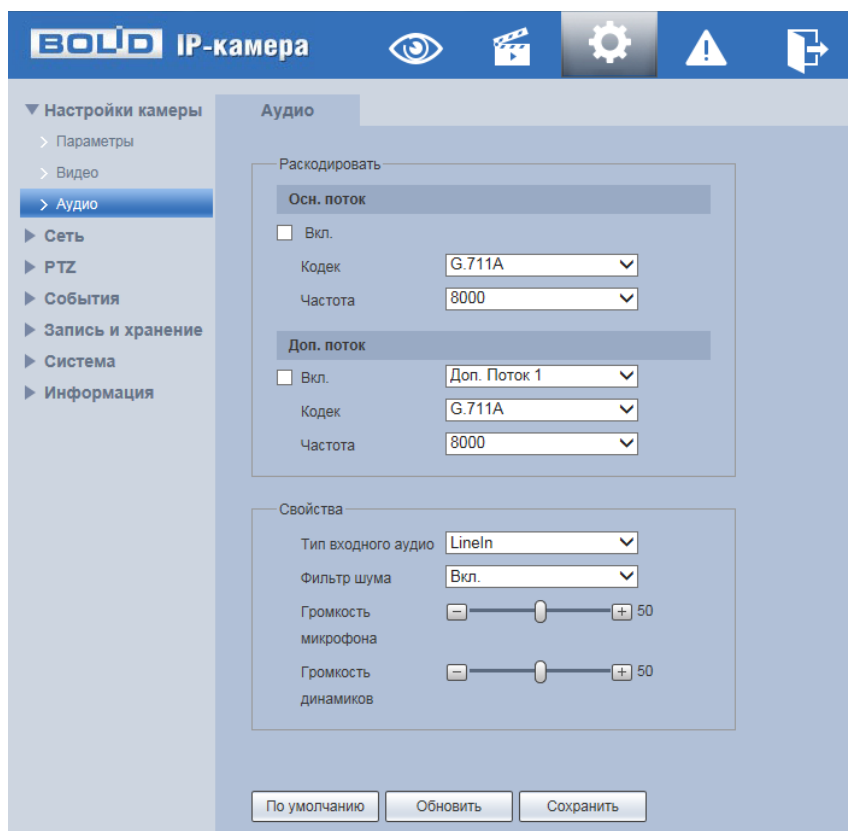 BOLID IP-камера
Настройки камеры
Параметры
Видео
Аудио
Сеть
PTZ
События
Запись и хранение
Система
Информация
Аудио
Раскодировать
Осн. поток
Вкл.
Кодек G.711A
Частота 8000
Доп. поток
Вкл. Доп. Поток 1
Кодек G.711A
Частота 8000
Свойства
Тип входного аудио LineIn
Фильтр шума Вкл.
Громкость
микрофона
50
Громкость
динамиков
50
По умолчанию Обновить Сохранить